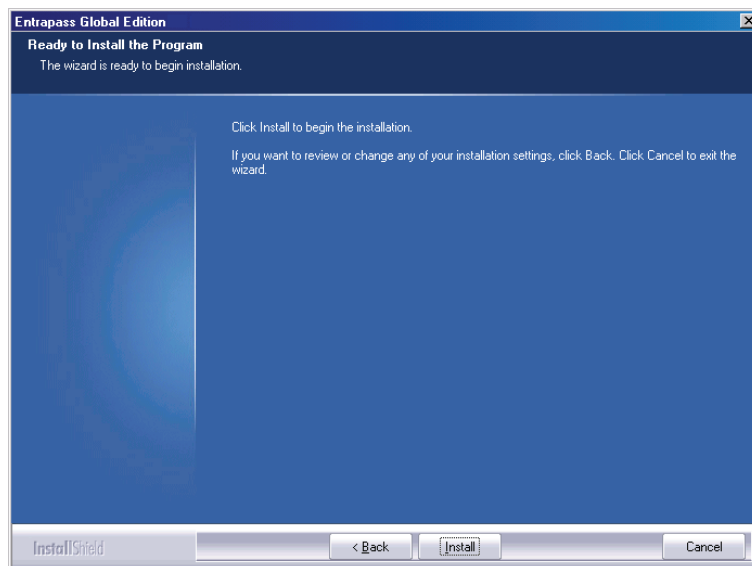 Entrapass Global Edition
Ready to Install the Program
The wizard is ready to begin installation.
Click Install to begin the installation.
If you want to review or change any of your installation settings, click Back. Click Cancel to exit the
wizard.
InstallShield
< Back
Install
Cancel